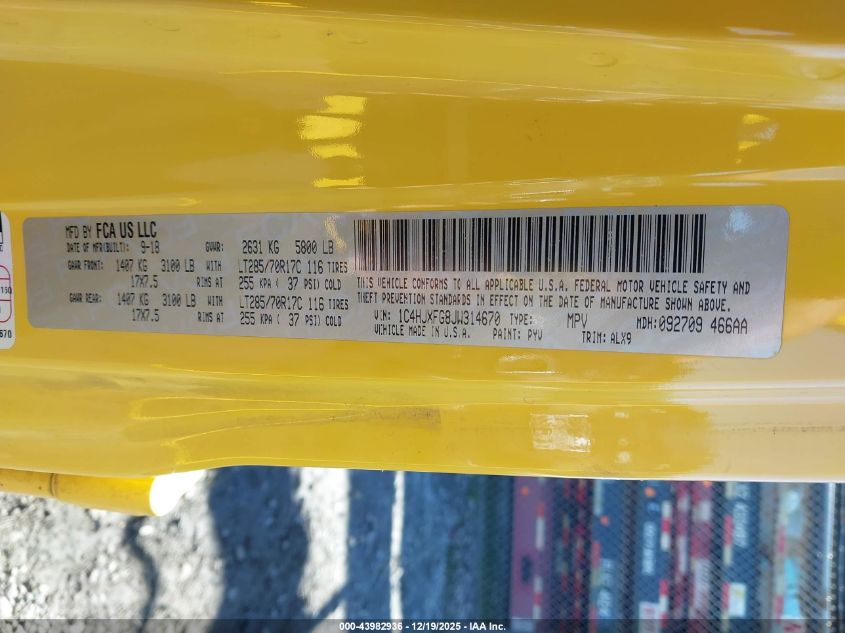 MFD BY FCA US LLC
DATE OF MFR(BUILT): 9-18 GVWR: 2631 KG 5800 LB
GAWR FRONT: 1407 KG 3100 LB WITH LT285/70R17C 116 TIRES
17X7.5 RIMS AT 255 KPA ( 37 PSI) COLD
GAWR REAR: 1407 KG 3100 LB WITH LT285/70R17C 116 TIRES
17X7.5 RIMS AT 255 KPA ( 37 PSI) COLD
THIS VEHICLE CONFORMS TO ALL APPLICABLE U.S.A. FEDERAL MOTOR VEHICLE SAFETY AND
THEFT PREVENTION STANDARDS IN EFFECT ON THE DATE OF MANUFACTURE SHOWN ABOVE.
VIN: 1C4HJXFG8JW314670 TYPE: MPV MDH: 092709 466AA
VEHICLE MADE IN U.S.A. PAINT: PYV TRIM: ALX9
670
000-43982936 - 12/19/2025 - IAA Inc.